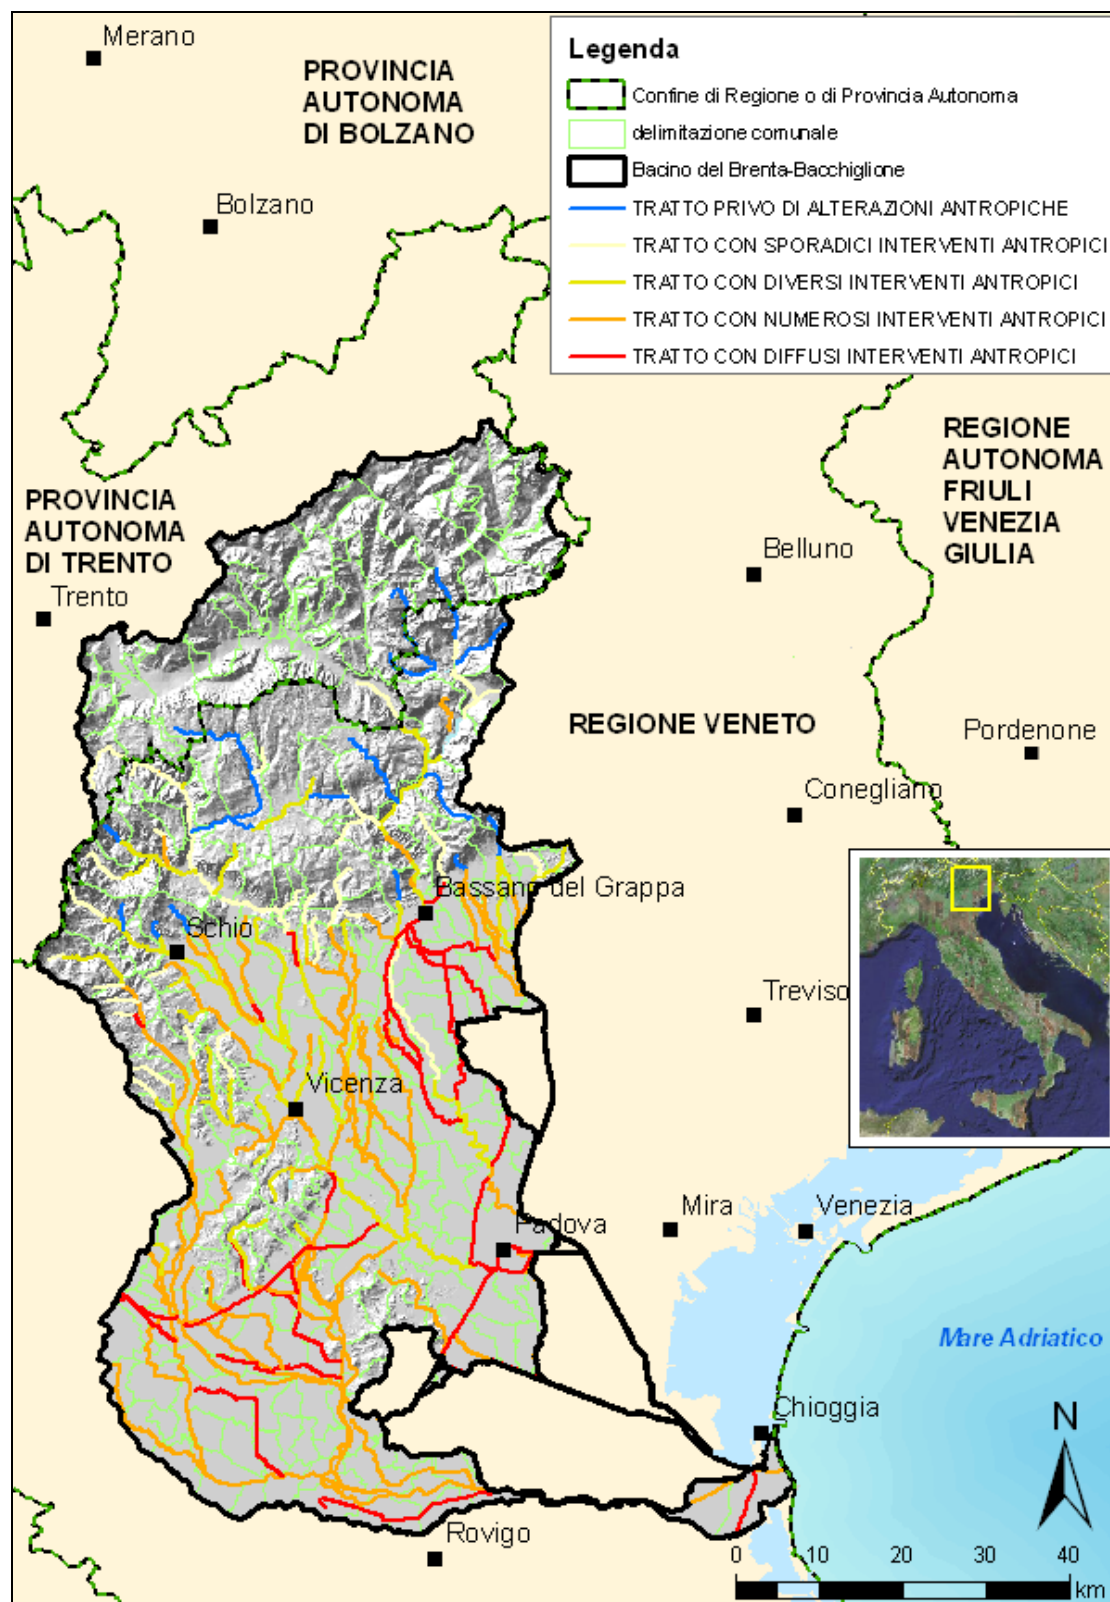 Merano
PROVINCIA
AUTONOMA
DI BOLZANO
Bolzano
Legenda
Confine di Regione o di Provincia Autonoma
delimitazione comunale
Bacino del Brenta-Bacchiglione
TRATTO PRIVO DI ALTERAZIONI ANTROPICHE
TRATTO CON SPORADICI INTERVENTI ANTROPICI
TRATTO CON DIVERSI INTERVENTI ANTROPICI
TRATTO CON NUMEROSI INTERVENTI ANTROPICI
TRATTO CON DIFFUSI INTERVENTI ANTROPICI
REGIONE
AUTONOMA
FRIULI
VENEZIA
GIULIA
PROVINCIA
AUTONOMA
DI TRENTO
Trento
Belluno
REGIONE VENETO
Pordenone
Conegliano
Bassano del Grappa
Schio
Treviso
Vicenza
Mira
Venezia
Padova
Mare Adriatico
Chioggia
N
Rovigo
0 10 20 30 40
km